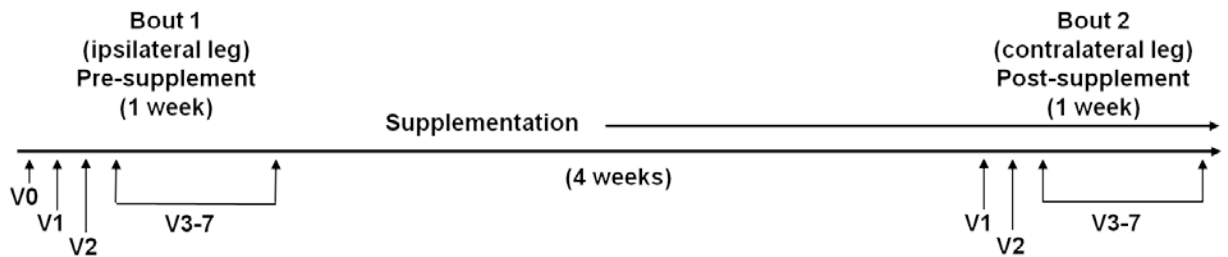 Bout 1
(ipsilateral leg)
Pre-supplement
(1 week)
Bout 2
(contralateral leg)
Post-supplement
(1 week)
Supplementation
(4 weeks)
V0
V1
V2
V3-7
V1
V2
V3-7